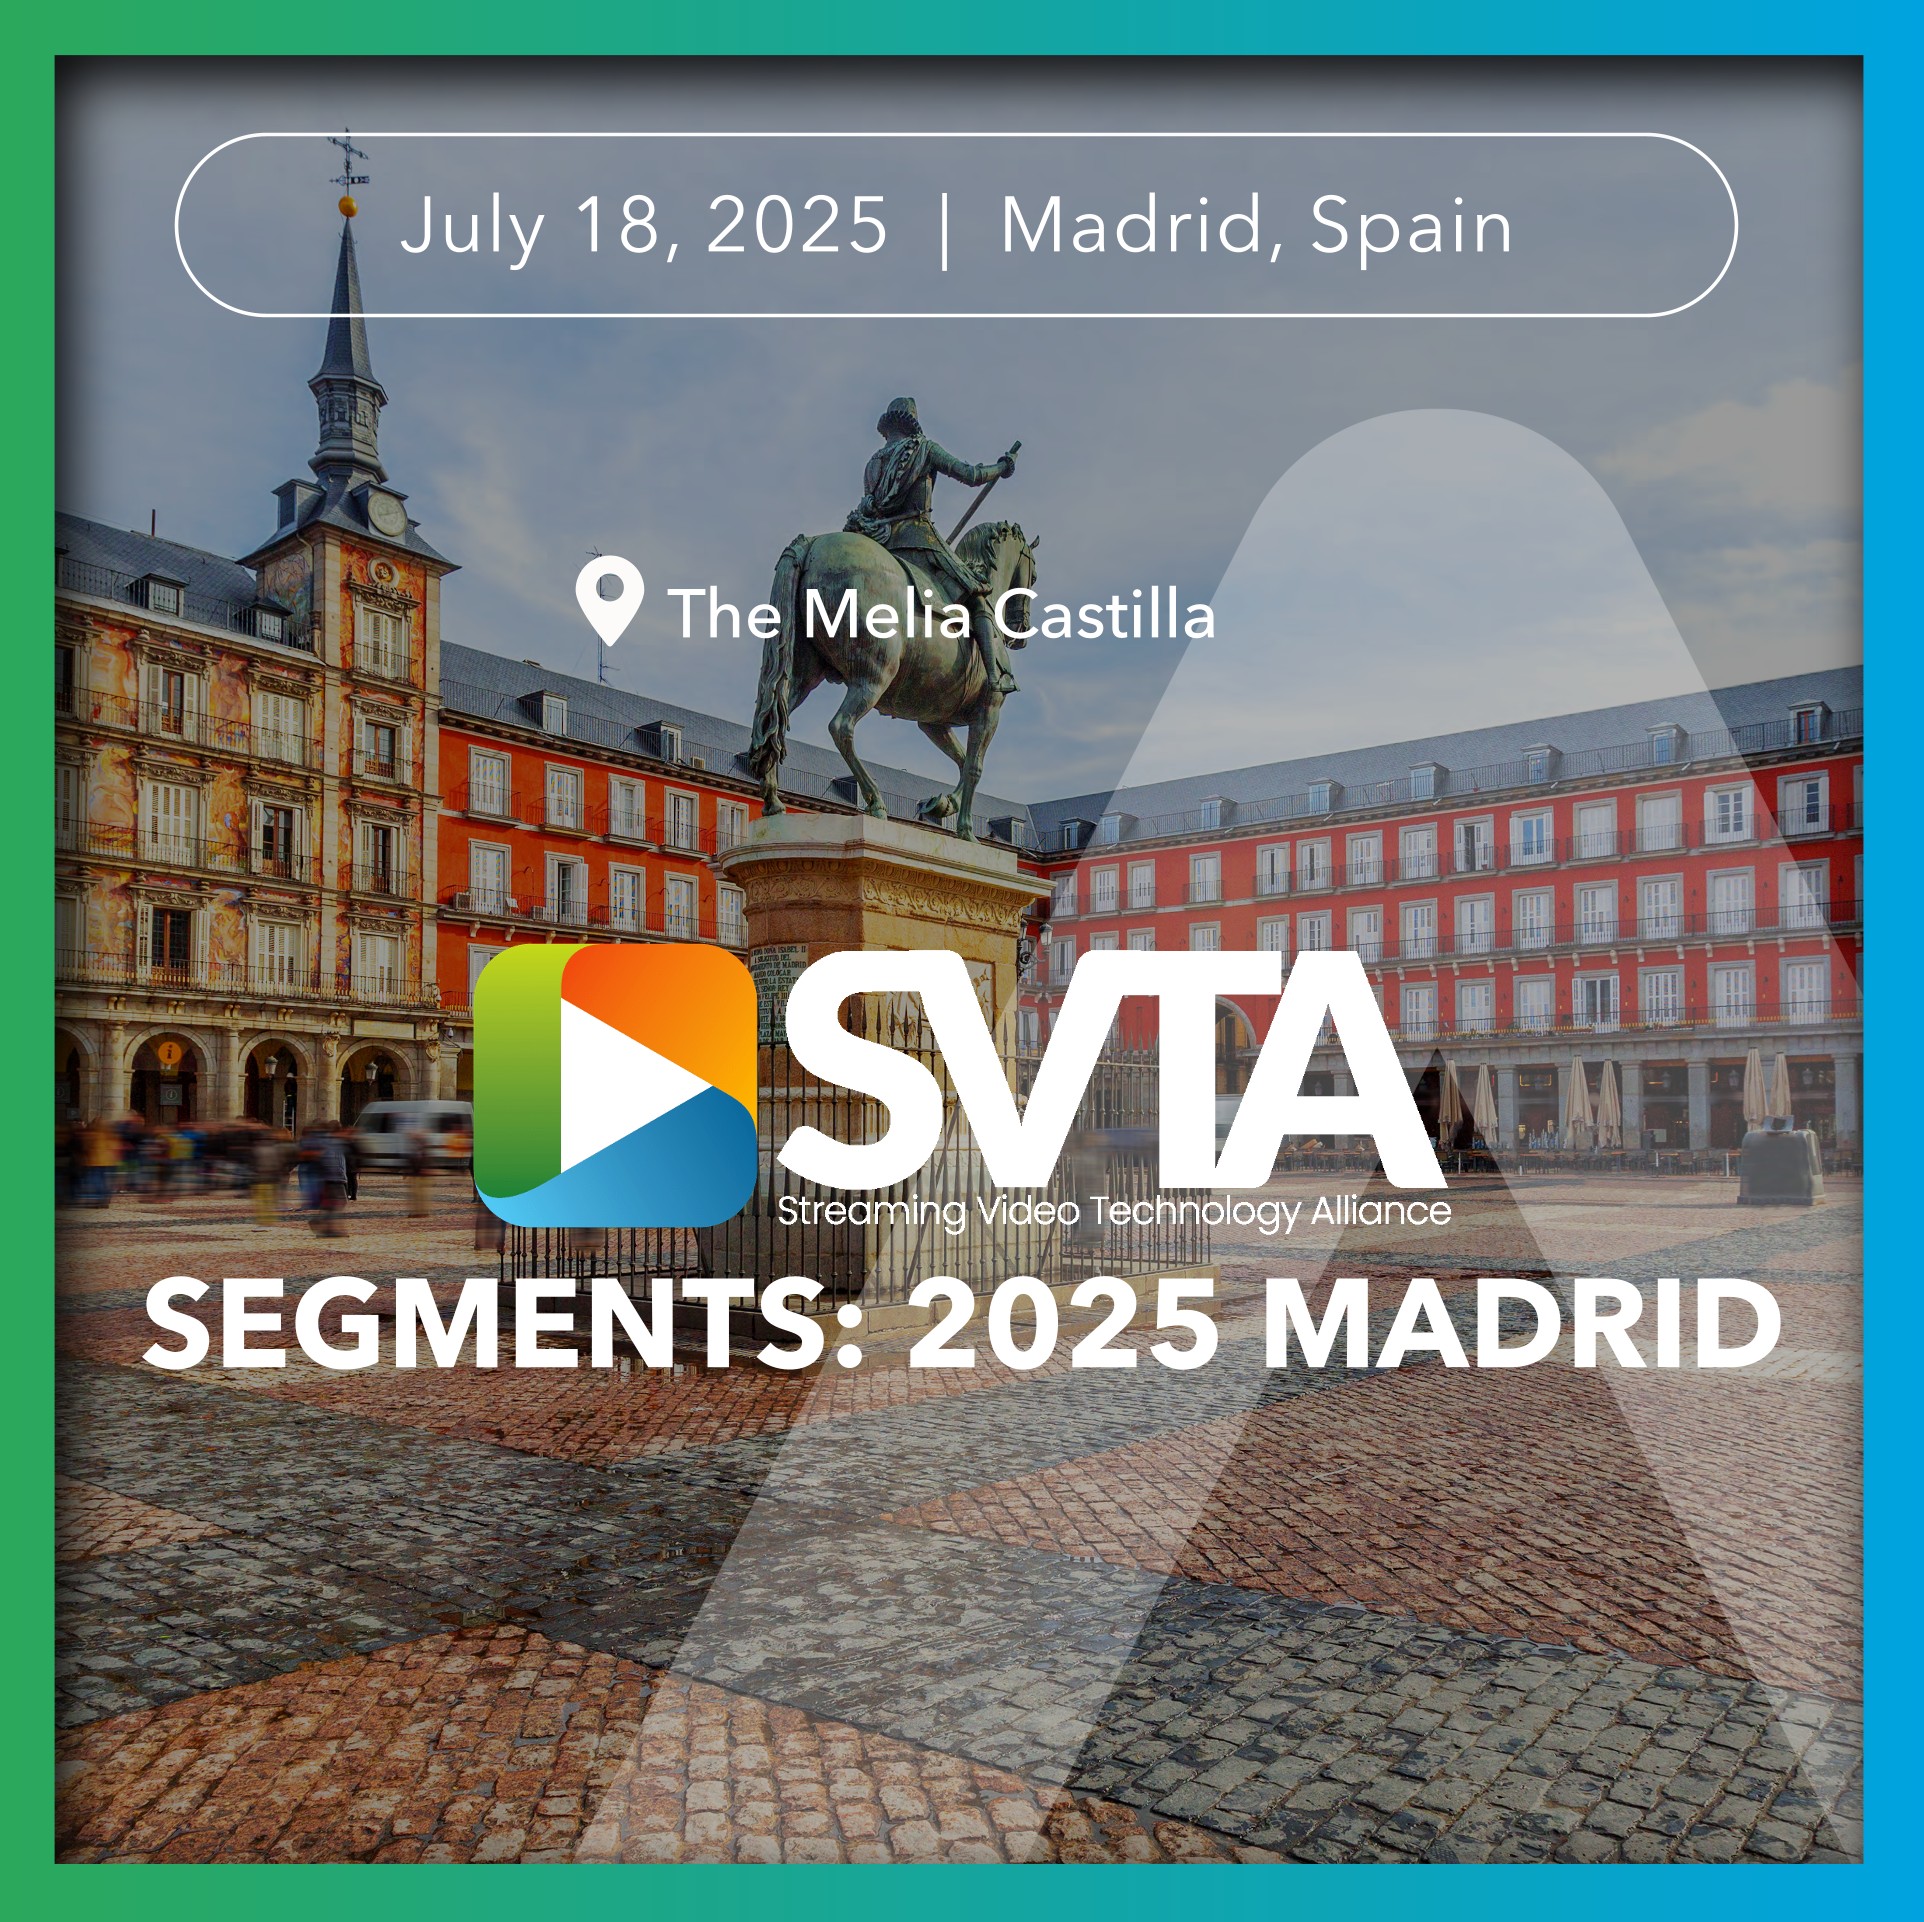 July 18, 2025 | Madrid, Spain
The Melia Castilla
SVTA
Streaming Video Technology Alliance
SEGMENTS: 2025 MADRID